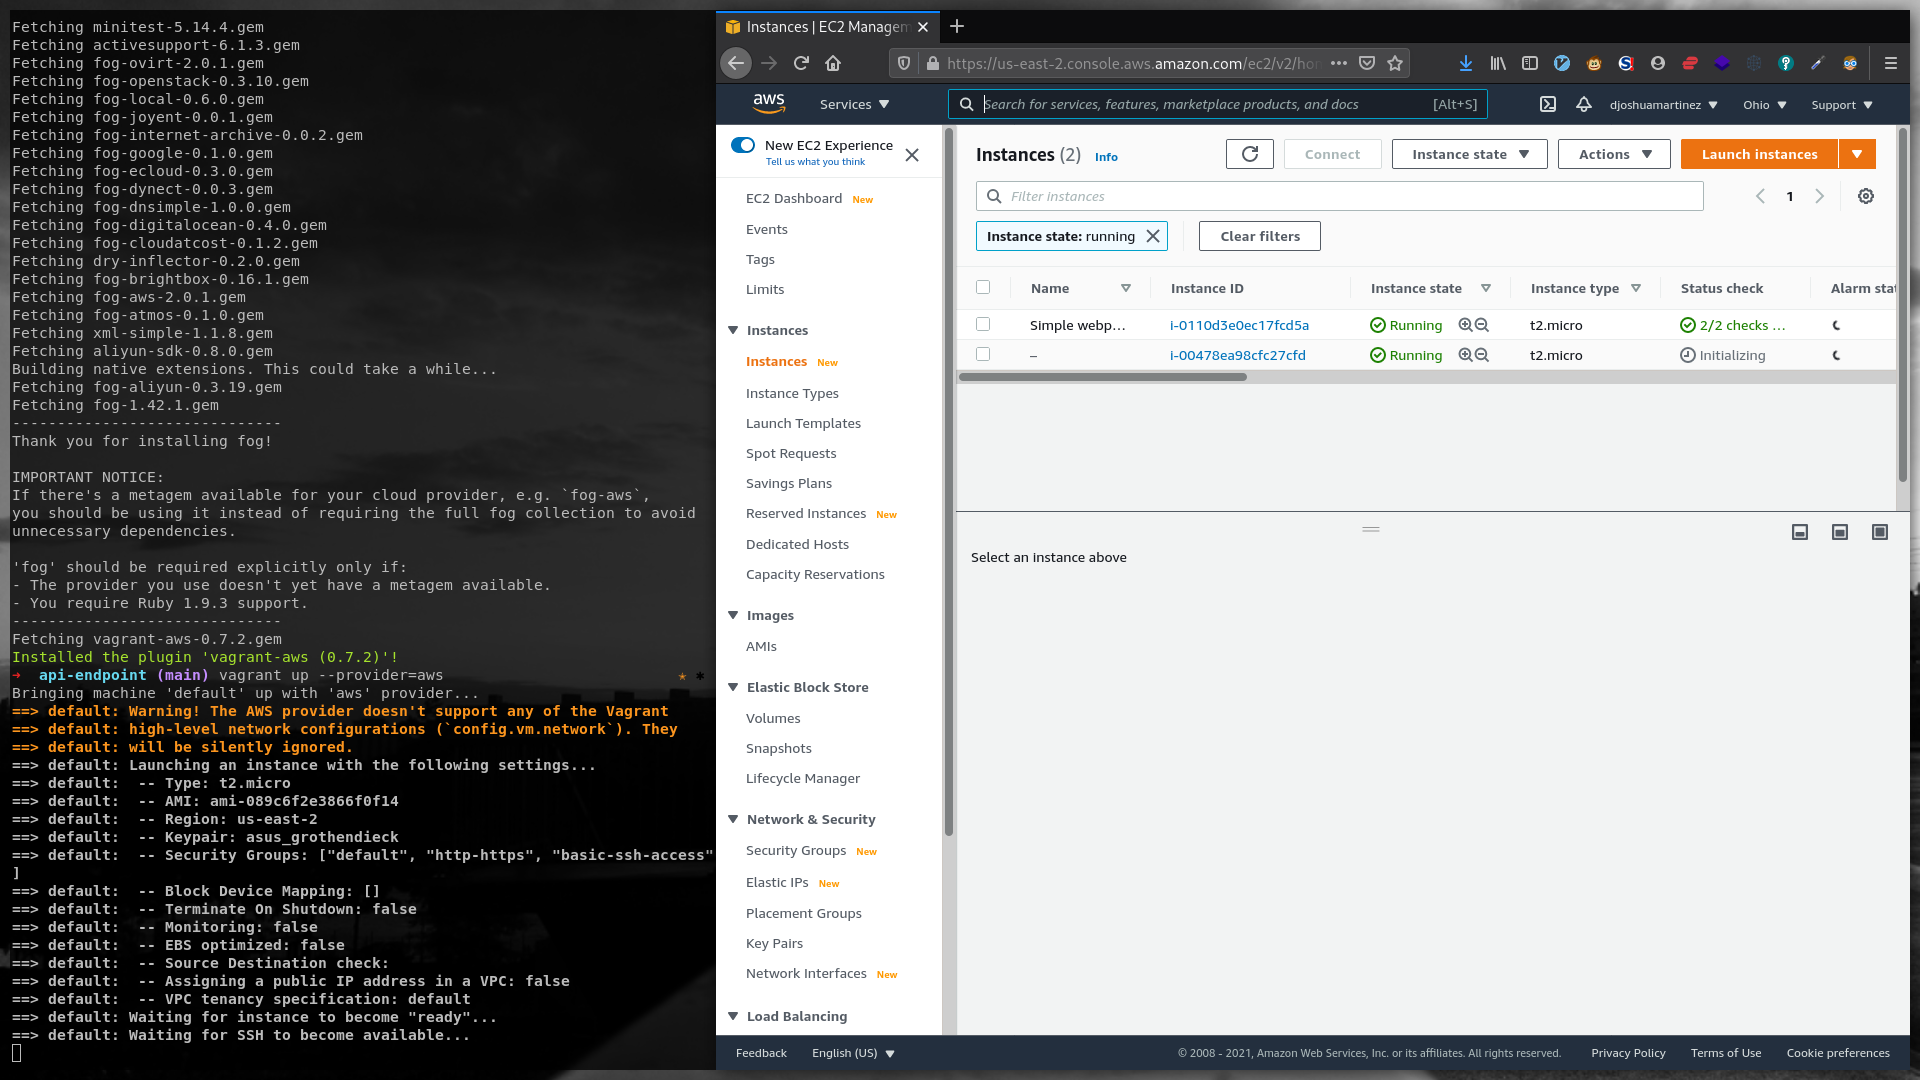 Fetching minitest-5.14.4.gem
Fetching activesupport-6.1.3.gem
Fetching fog-ovirt-2.0.1.gem
Fetching fog-openstack-0.3.10.gem
Fetching fog-local-0.6.0.gem
Fetching fog-joyent-0.0.1.gem
Fetching fog-internet-archive-0.0.2.gem
Fetching fog-google-0.1.0.gem
Fetching fog-ecloud-0.3.0.gem
Fetching fog-dynect-0.0.3.gem
Fetching fog-dnsimple-1.0.0.gem
Fetching fog-digitalocean-0.4.0.gem
Fetching fog-cloudatcost-0.1.2.gem
Fetching dry-inflector-0.2.0.gem
Fetching fog-brightbox-0.16.1.gem
Fetching fog-aws-2.0.1.gem
Fetching fog-atmos-0.1.0.gem
Fetching xml-simple-1.1.8.gem
Fetching aliyun-sdk-0.8.0.gem
Building native extensions. This could take a while...
Fetching fog-aliyun-0.3.19.gem
Fetching fog-1.42.1.gem
------------------------------
Thank you for installing fog!
IMPORTANT NOTICE:
If there's a metagem available for your cloud provider, e.g. `fog-aws`,
you should be using it instead of requiring the full fog collection to avoid
unnecessary dependencies.
'fog' should be required explicitly only if:
- The provider you use doesn't yet have a metagem available.
- You require Ruby 1.9.3 support.
------------------------------
Fetching vagrant-aws-0.7.2.gem
Installed the plugin 'vagrant-aws (0.7.2)'!
➜  api-endpoint (main) vagrant up --provider=aws ★ ✱
Bringing machine 'default' up with 'aws' provider...
==> default: Warning! The AWS provider doesn't support any of the Vagrant
==> default: high-level network configurations (`config.vm.network`). They
==> default: will be silently ignored.
==> default: Launching an instance with the following settings...
==> default:  -- Type: t2.micro
==> default:  -- AMI: ami-089c6f2e3866f0f14
==> default:  -- Region: us-east-2
==> default:  -- Keypair: asus_grothendieck
==> default:  -- Security Groups: ["default", "http-https", "basic-ssh-access"
]
==> default:  -- Block Device Mapping: []
==> default:  -- Terminate On Shutdown: false
==> default:  -- Monitoring: false
==> default:  -- EBS optimized: false
==> default:  -- Source Destination check:
==> default:  -- Assigning a public IP address in a VPC: false
==> default:  -- VPC tenancy specification: default
==> default: Waiting for instance to become "ready"...
==> default: Waiting for SSH to become available...
Instances | EC2 Managem
https://us-east-2.console.aws.amazon.com/ec2/v2/ho
aws Services Search for services, features, marketplace products, and docs [Alt+S] djoshuamartinez Ohio Support
New EC2 Experience
Tell us what you think
EC2 Dashboard New
Events
Tags
Limits
Instances
Instances New
Instance Types
Launch Templates
Spot Requests
Savings Plans
Reserved Instances New
Dedicated Hosts
Capacity Reservations
Images
AMIs
Elastic Block Store
Volumes
Snapshots
Lifecycle Manager
Network & Security
Security Groups New
Elastic IPs New
Placement Groups
Key Pairs
Network Interfaces New
Load Balancing
Instances (2) Info Connect Instance state Actions Launch instances
Filter instances 1
Instance state: running Clear filters
Name Instance ID Instance state Instance type Status check Alarm stat
Simple webp... i-0110d3e0ec17fcd5a Running t2.micro 2/2 checks ...
– i-00478ea98cfc27cfd Running t2.micro Initializing
Select an instance above
Feedback English (US) © 2008 - 2021, Amazon Web Services, Inc. or its affiliates. All rights reserved. Privacy Policy Terms of Use Cookie preferences